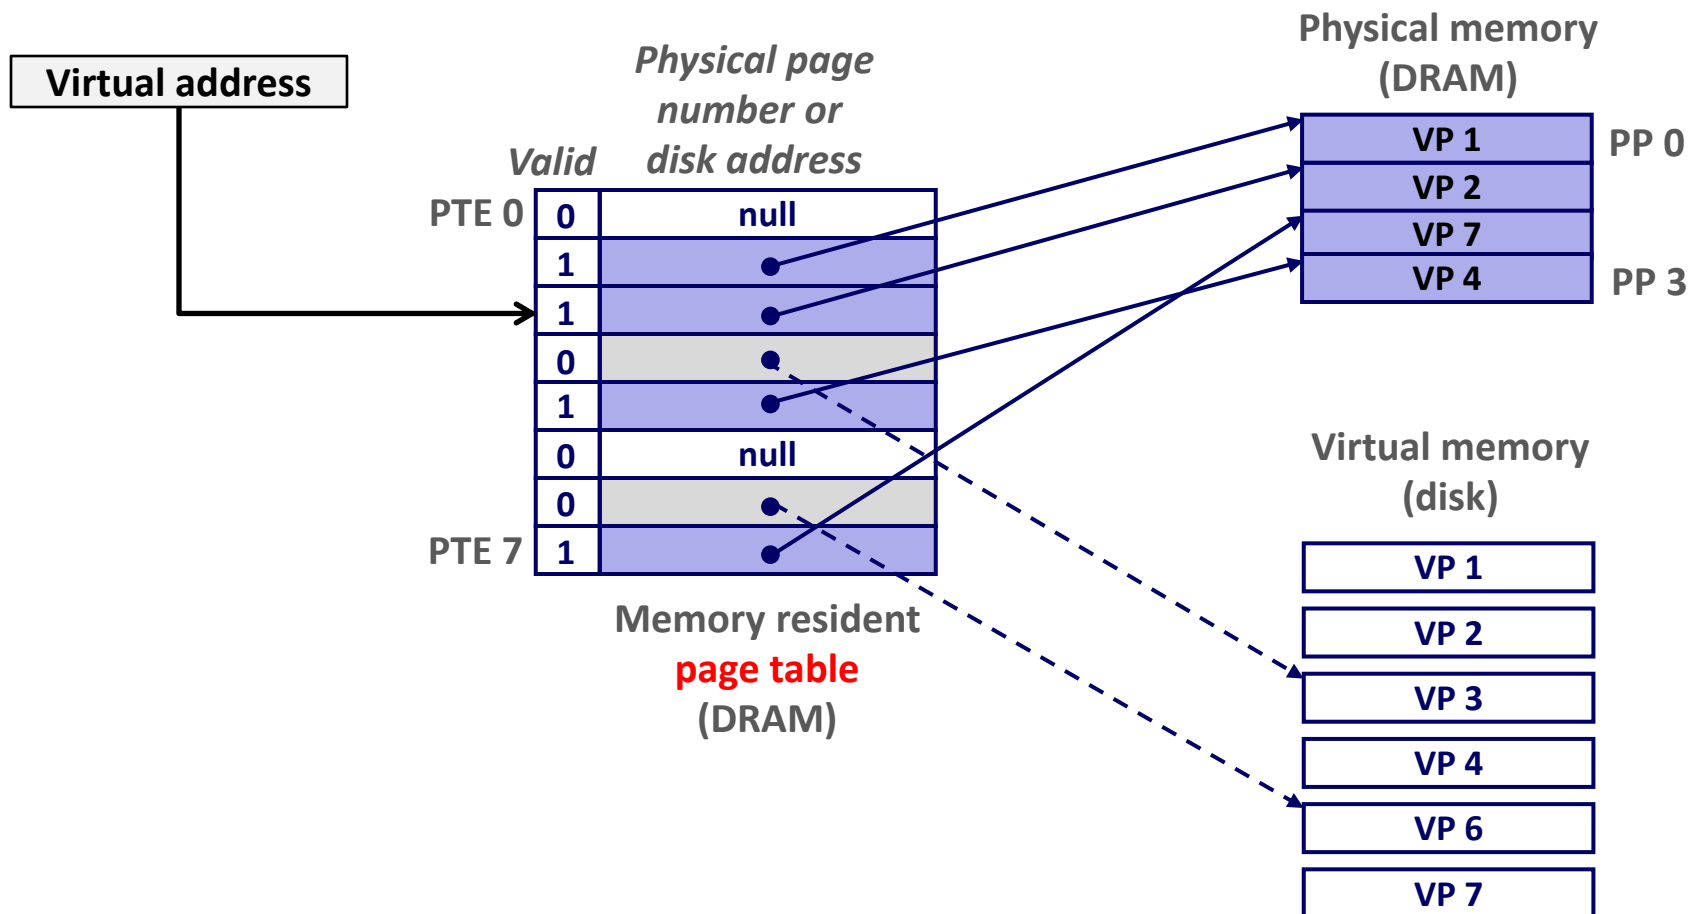 Virtual address
Physical page
number or
disk address
Valid
PTE 0
0
null
1
1
0
1
0
null
0
PTE 7
1
Memory resident
page table
(DRAM)
Physical memory
(DRAM)
VP 1
PP 0
VP 2
VP 7
VP 4
PP 3
Virtual memory
(disk)
VP 1
VP 2
VP 3
VP 4
VP 6
VP 7